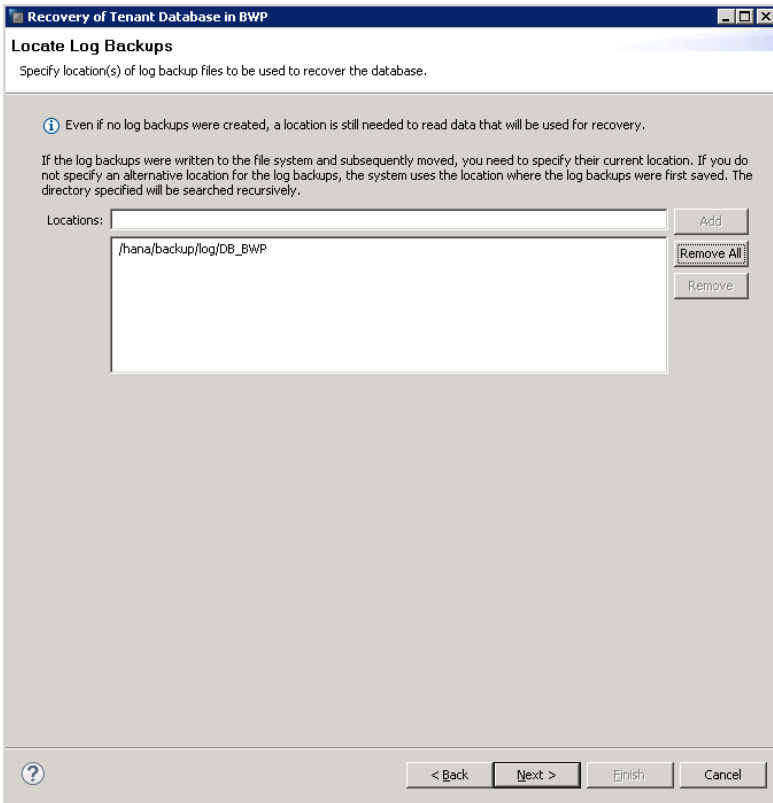 Recovery of Tenant Database in BWP
Locate Log Backups
Specify location(s) of log backup files to be used to recover the database.
Even if no log backups were created, a location is still needed to read data that will be used for recovery.
If the log backups were written to the file system and subsequently moved, you need to specify their current location. If you do
not specify an alternative location for the log backups, the system uses the location where the log backups were first saved. The
directory specified will be searched recursively.
Locations:
Add
/hana/backup/log/DB_BWP
Remove All
Remove
< Back
Next >
Finish
Cancel